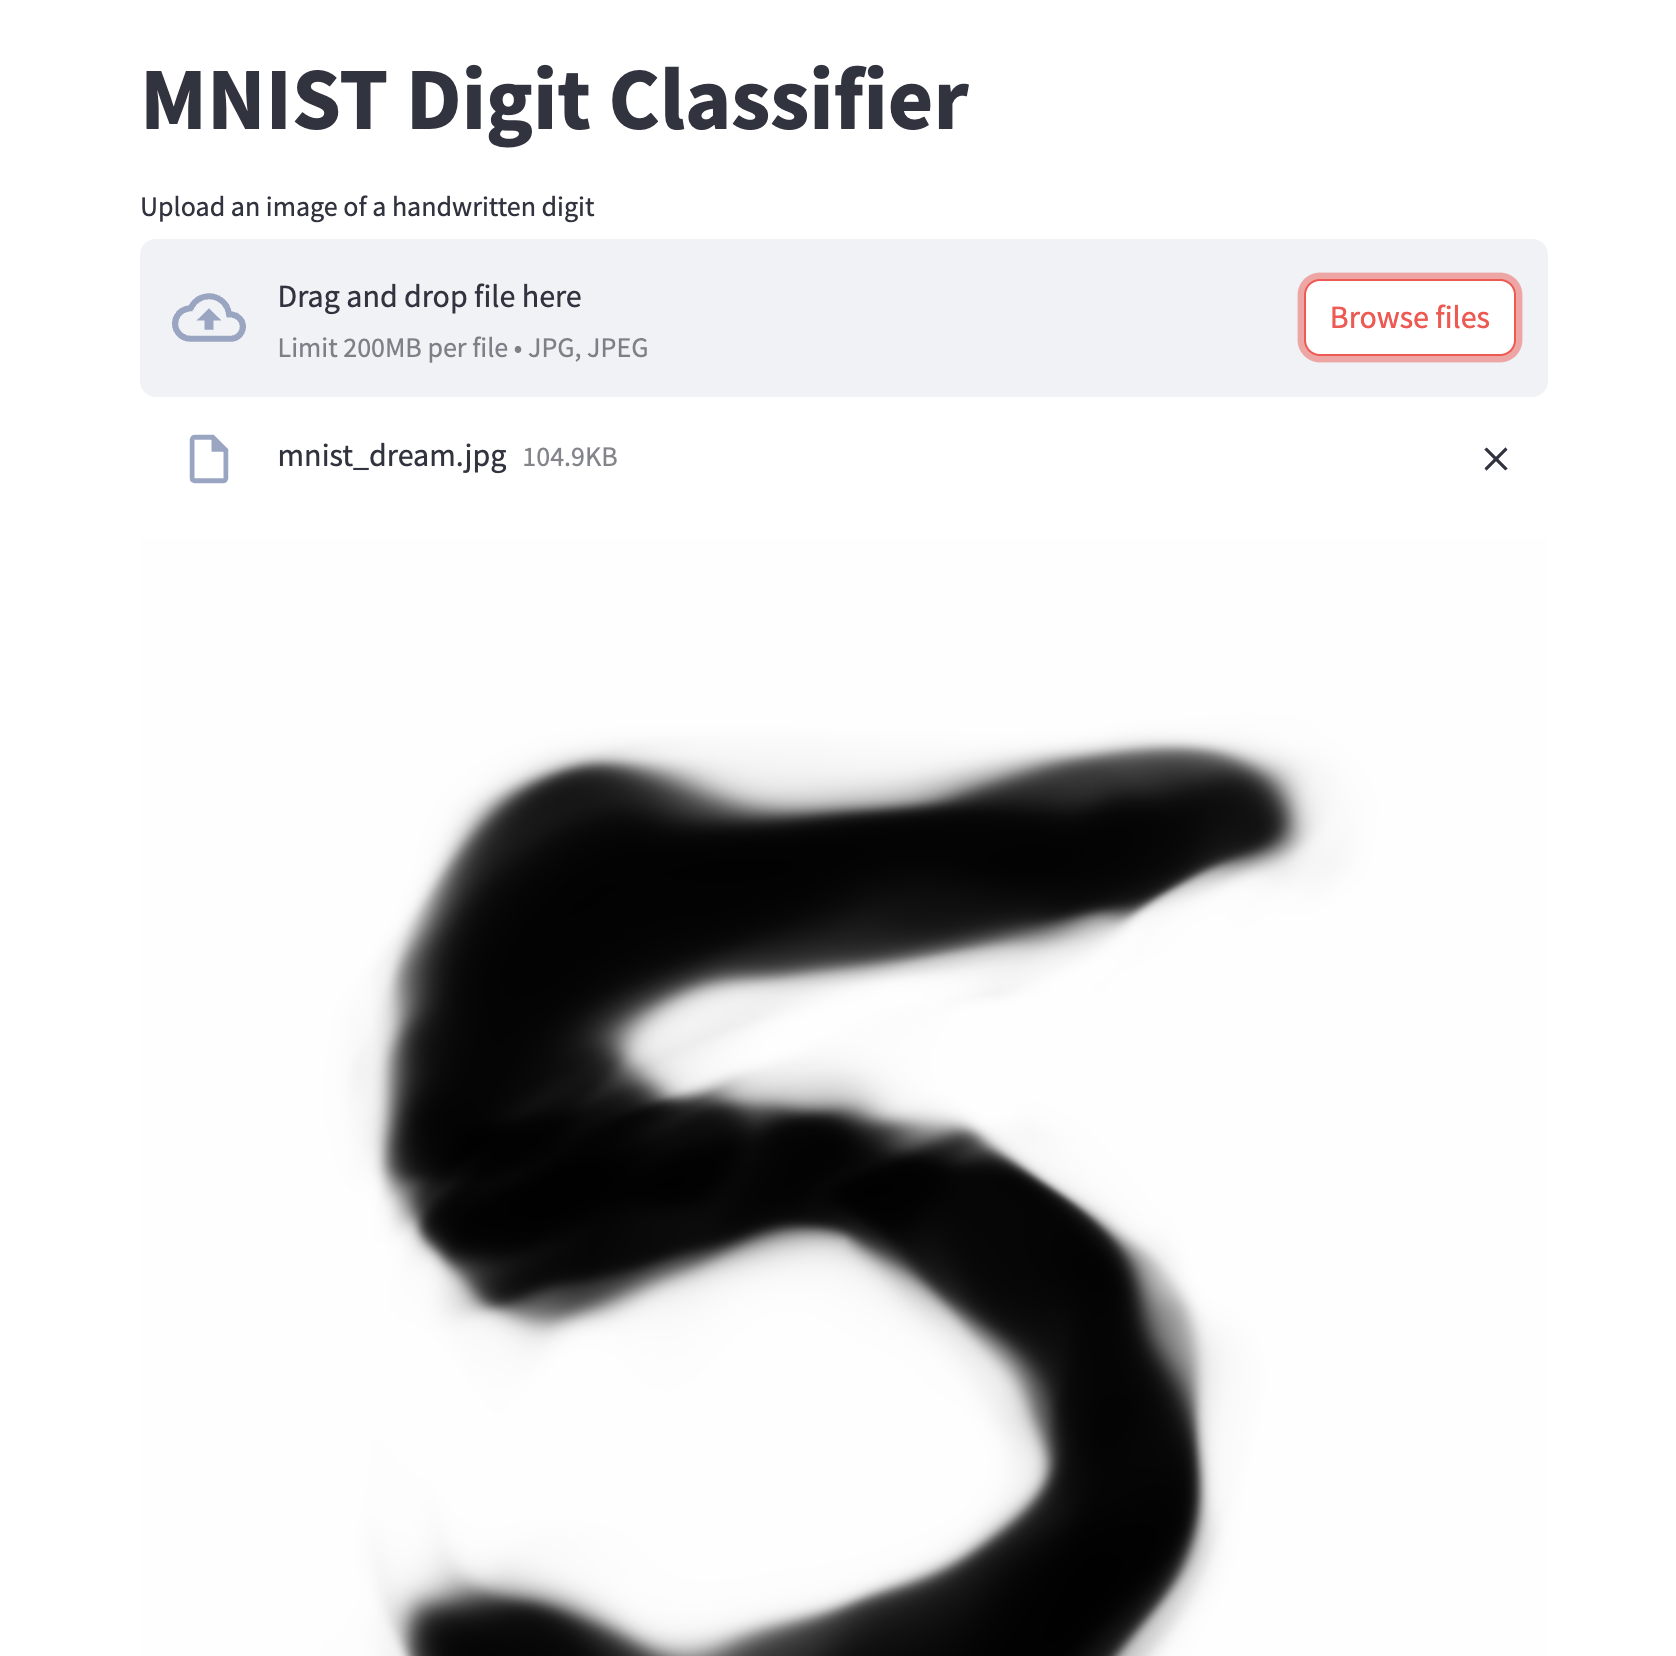 MNIST Digit Classifier
Upload an image of a handwritten digit
Drag and drop file here
Limit 200MB per file • JPG, JPEG
Browse files
mnist_dream.jpg 104.9KB
5